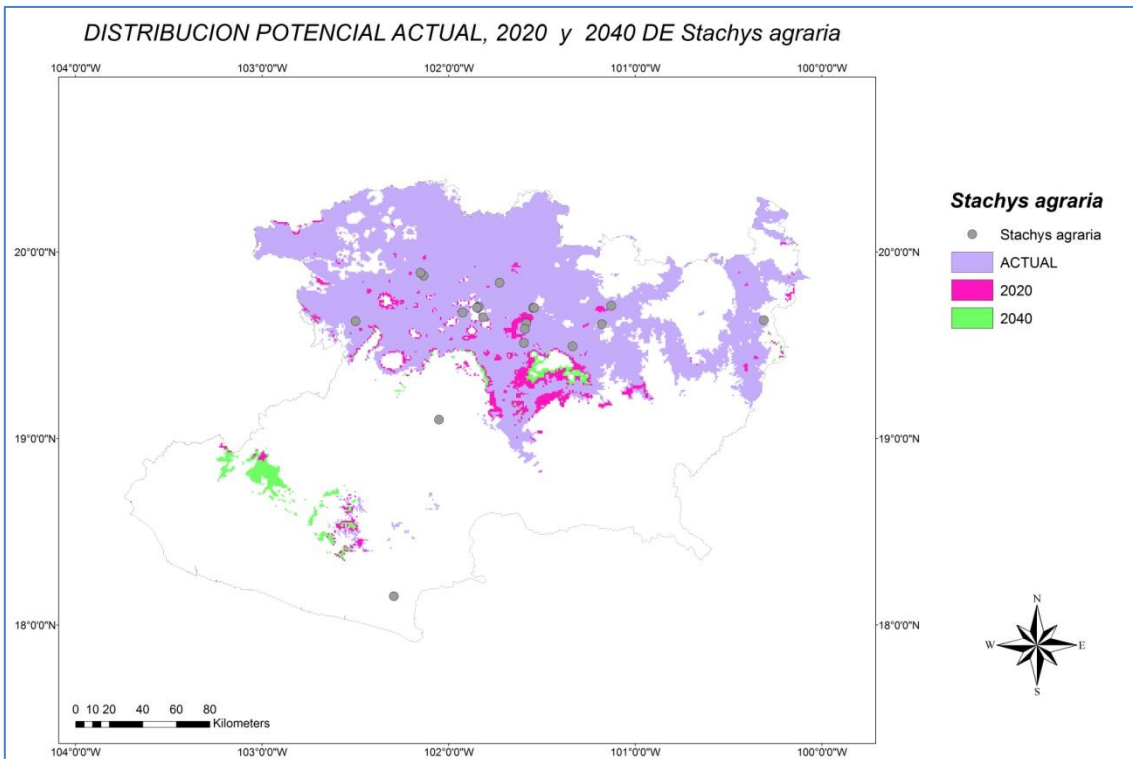 DISTRIBUCION POTENCIAL ACTUAL, 2020 y 2040 DE Stachys agraria
104°0'0"W 103°0'0"W 102°0'0"W 101°0'0"W 100°0'0"W
Stachys agraria
Stachys agraria
ACTUAL
2020
2040
20°0'0"N 20°0'0"N
19°0'0"N 19°0'0"N
18°0'0"N 18°0'0"N
N
W E
S
0 10 20 40 60 80
Kilometers
104°0'0"W 103°0'0"W 102°0'0"W 101°0'0"W 100°0'0"W